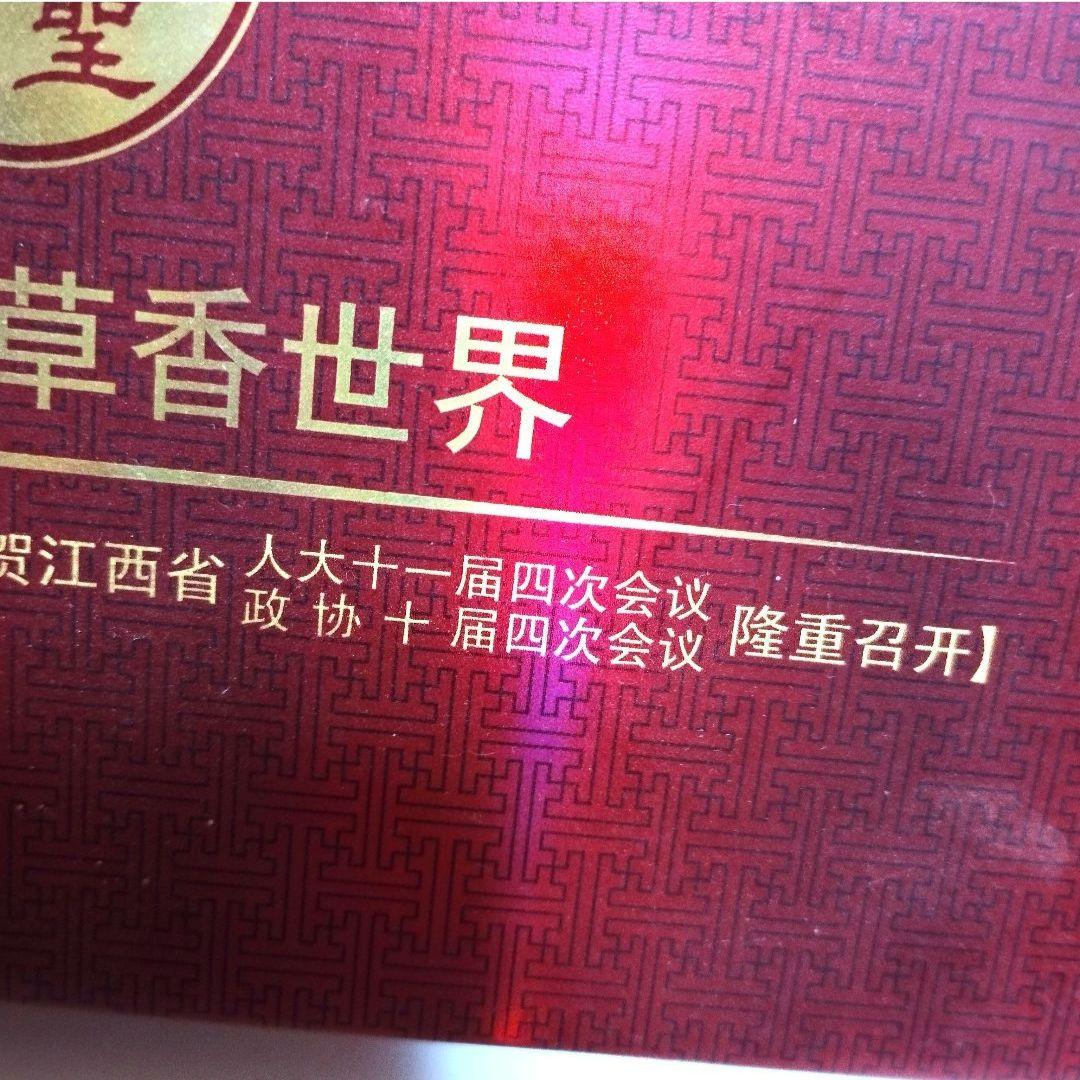 聖
草香世界
贺江西省 人大十一届四次会议
政协十届四次会议 隆重召开】